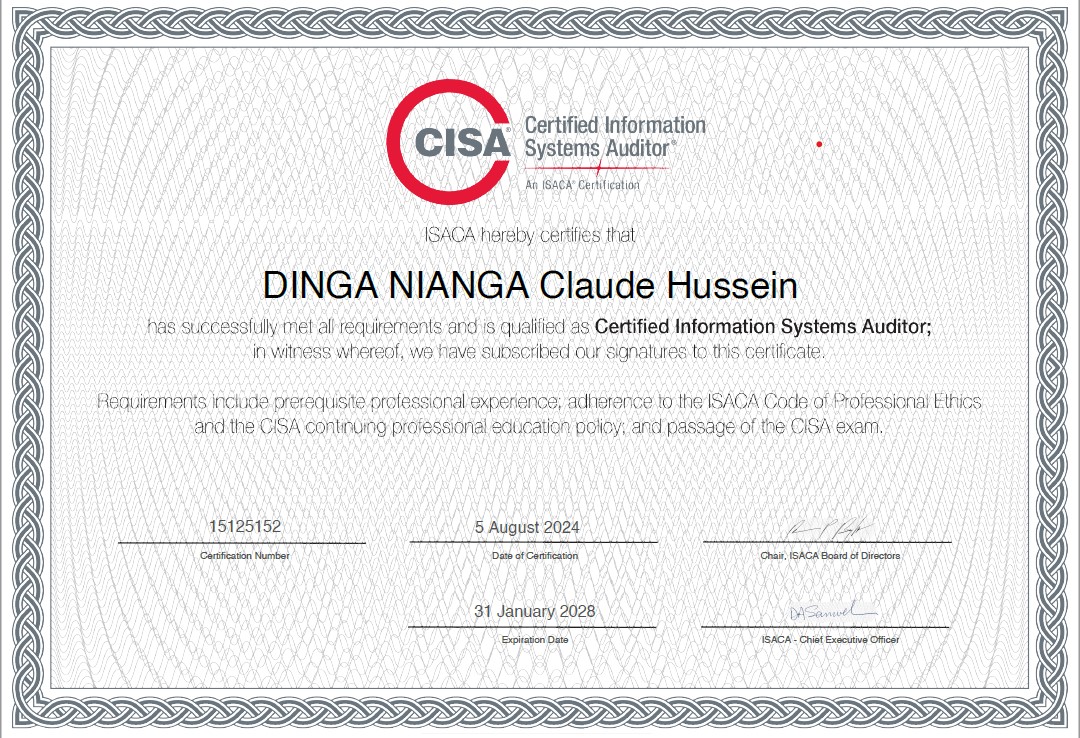 CISA®
Certified Information
Systems Auditor®
An ISACA® Certification
ISACA hereby certifies that
DINGA NIANGA Claude Hussein
has successfully met all requirements and is qualified as Certified Information Systems Auditor;
in witness whereof, we have subscribed our signatures to this certificate.
Requirements include prerequisite professional experience; adherence to the ISACA Code of Professional Ethics
and the CISA continuing professional education policy; and passage of the CISA exam.
15125152
Certification Number
5 August 2024
Date of Certification
Chair, ISACA Board of Directors
31 January 2028
Expiration Date
DASamuel
ISACA - Chief Executive Officer